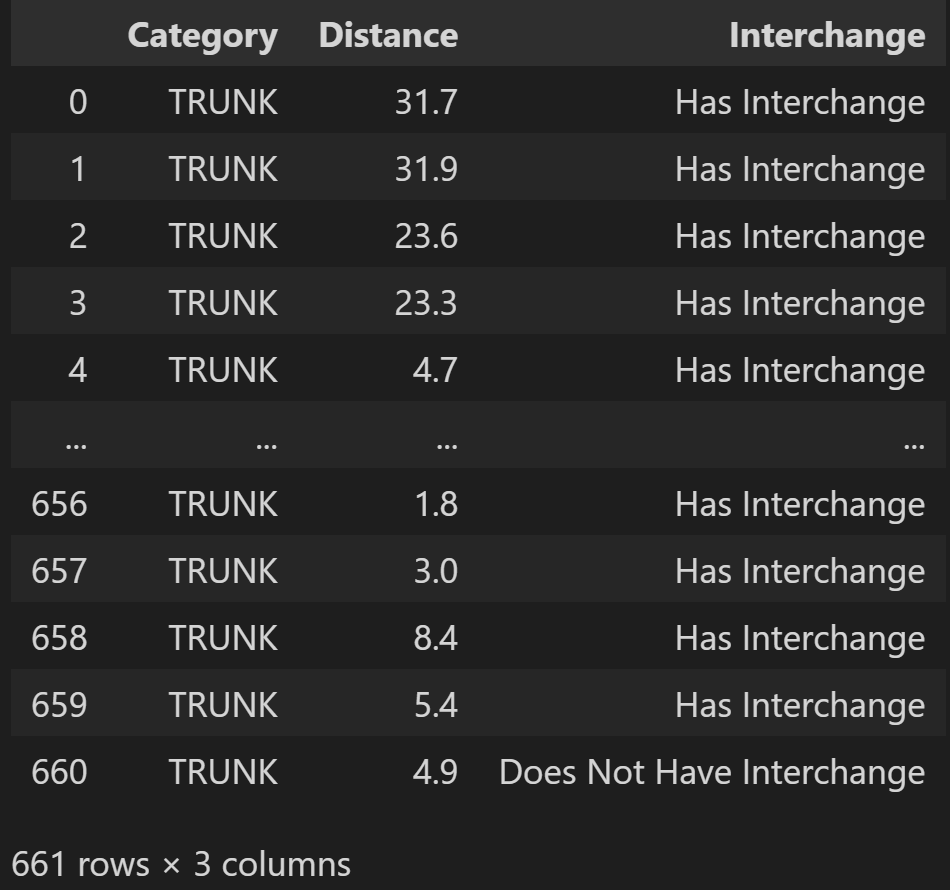 Category Distance Interchange
0 TRUNK 31.7 Has Interchange
1 TRUNK 31.9 Has Interchange
2 TRUNK 23.6 Has Interchange
3 TRUNK 23.3 Has Interchange
4 TRUNK 4.7 Has Interchange
... ... ... ...
656 TRUNK 1.8 Has Interchange
657 TRUNK 3.0 Has Interchange
658 TRUNK 8.4 Has Interchange
659 TRUNK 5.4 Has Interchange
660 TRUNK 4.9 Does Not Have Interchange
661 rows × 3 columns